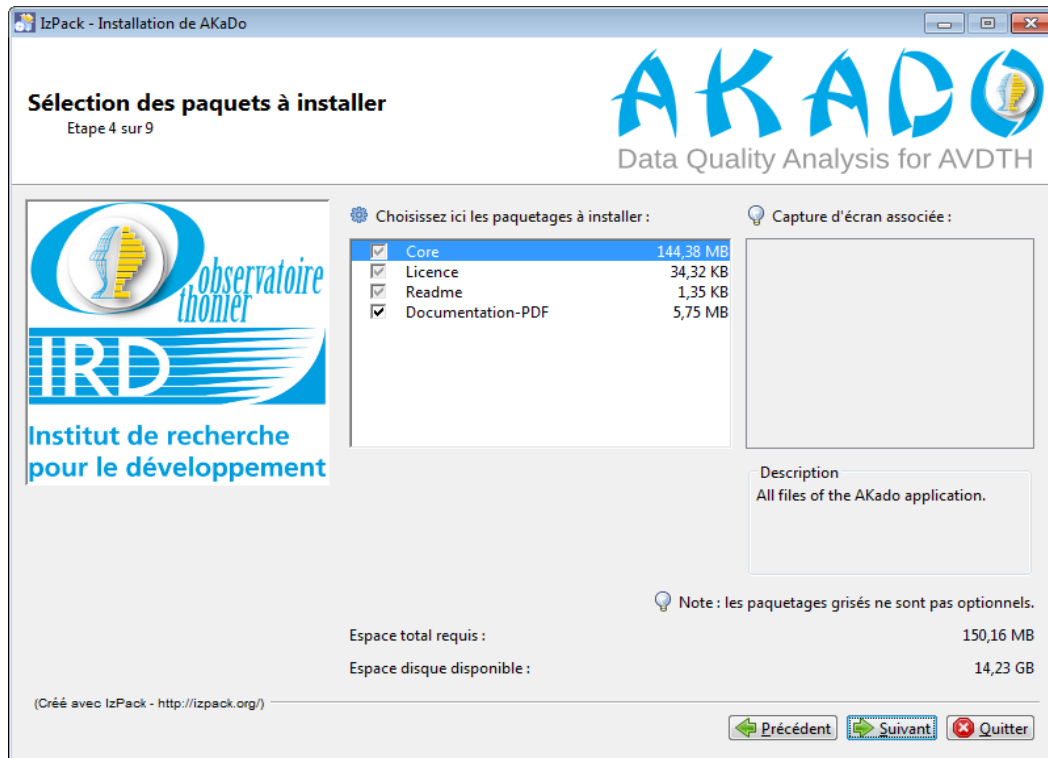 IzPack - Installation de AKaDo
Sélection des paquets à installer
Etape 4 sur 9
AKADO
Data Quality Analysis for AVDTH
observatoire
thonier
IRD
Institut de recherche
pour le développement
Choisissez ici les paquetages à installer :
Core 144,38 MB
Licence 34,32 KB
Readme 1,35 KB
Documentation-PDF 5,75 MB
Capture d'écran associée :
Description
All files of the AKado application.
Note : les paquetages grisés ne sont pas optionnels.
Espace total requis : 150,16 MB
Espace disque disponible : 14,23 GB
(Créé avec IzPack - http://izpack.org/)
Précédent Suivant Quitter